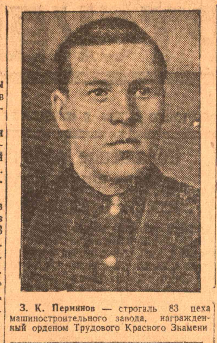 З. К. Перминов — строгаль 83 цеха
машиностроительного завода, награжден-
ный орденом Трудового Красного Знамени